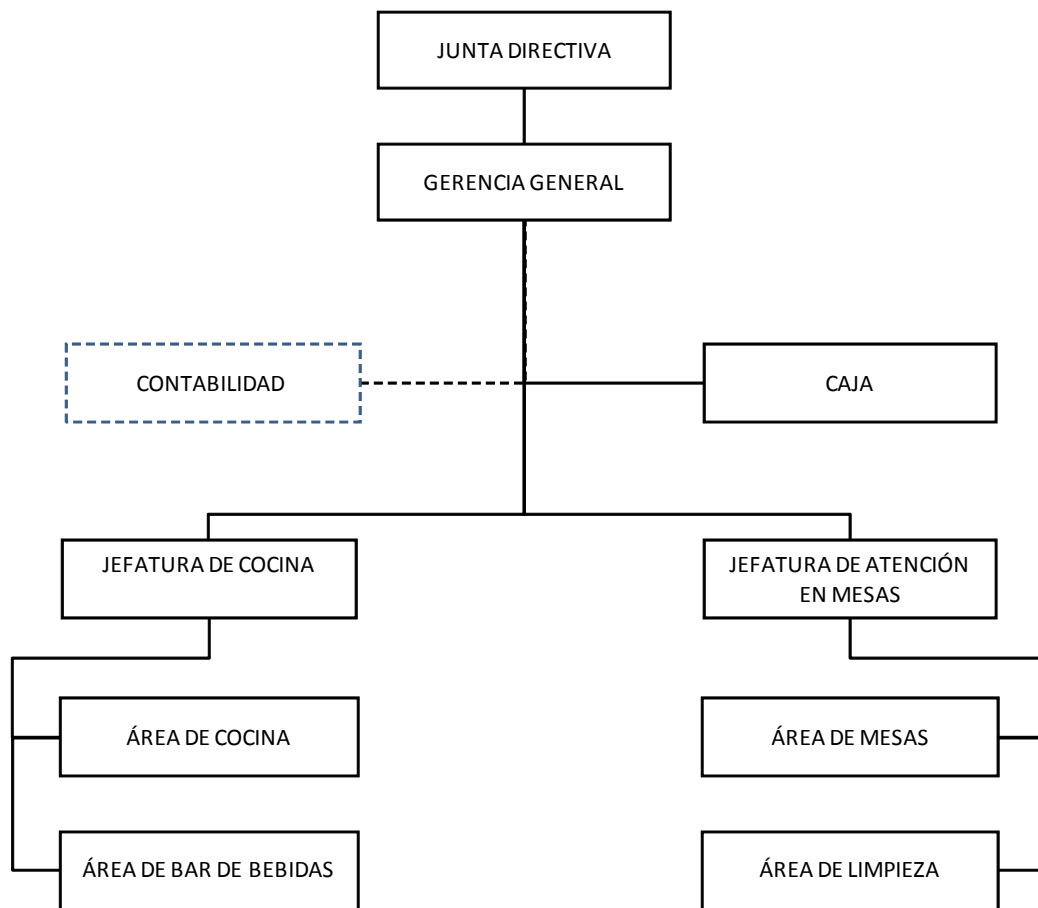 JUNTA DIRECTIVA
GERENCIA GENERAL
CONTABILIDAD
CAJA
JEFATURA DE COCINA
JEFATURA DE ATENCIÓN
EN MESAS
ÁREA DE COCINA
ÁREA DE MESAS
ÁREA DE BAR DE BEBIDAS
ÁREA DE LIMPIEZA